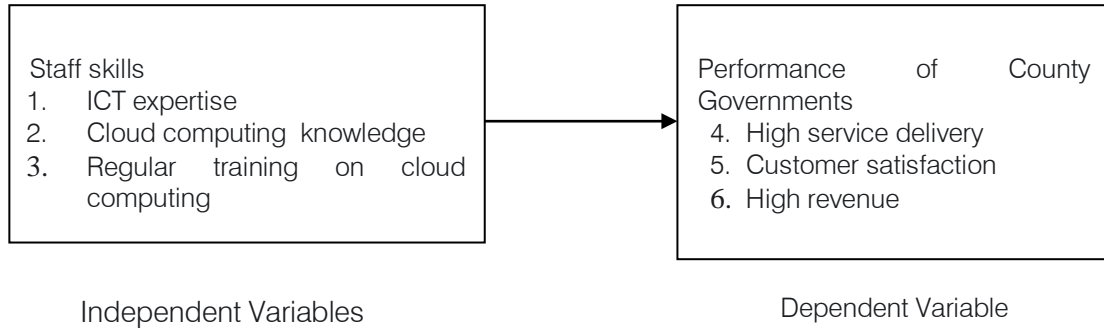 Staff skills
1. ICT expertise
2. Cloud computing knowledge
3. Regular training on cloud
computing
Performance of County
Governments
4. High service delivery
5. Customer satisfaction
6. High revenue
Independent Variables
Dependent Variable